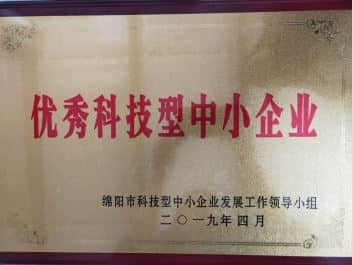 优秀科技型中小企业
绵阳市科技型中小企业发展工作领导小组
二〇一九年四月